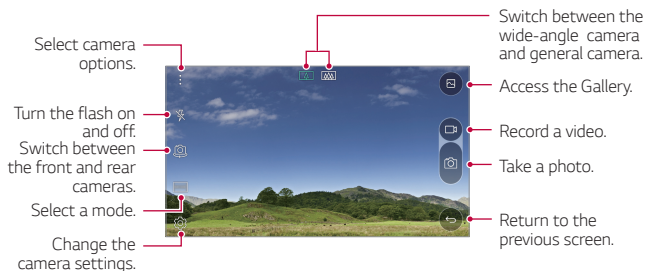 Select camera
options.
Turn the flash on
and off.
Switch between
the front and rear
cameras.
Select a mode.
Change the
camera settings.
Switch between the
wide-angle camera
and general camera.
Access the Gallery.
Record a video.
Take a photo.
Return to the
previous screen.